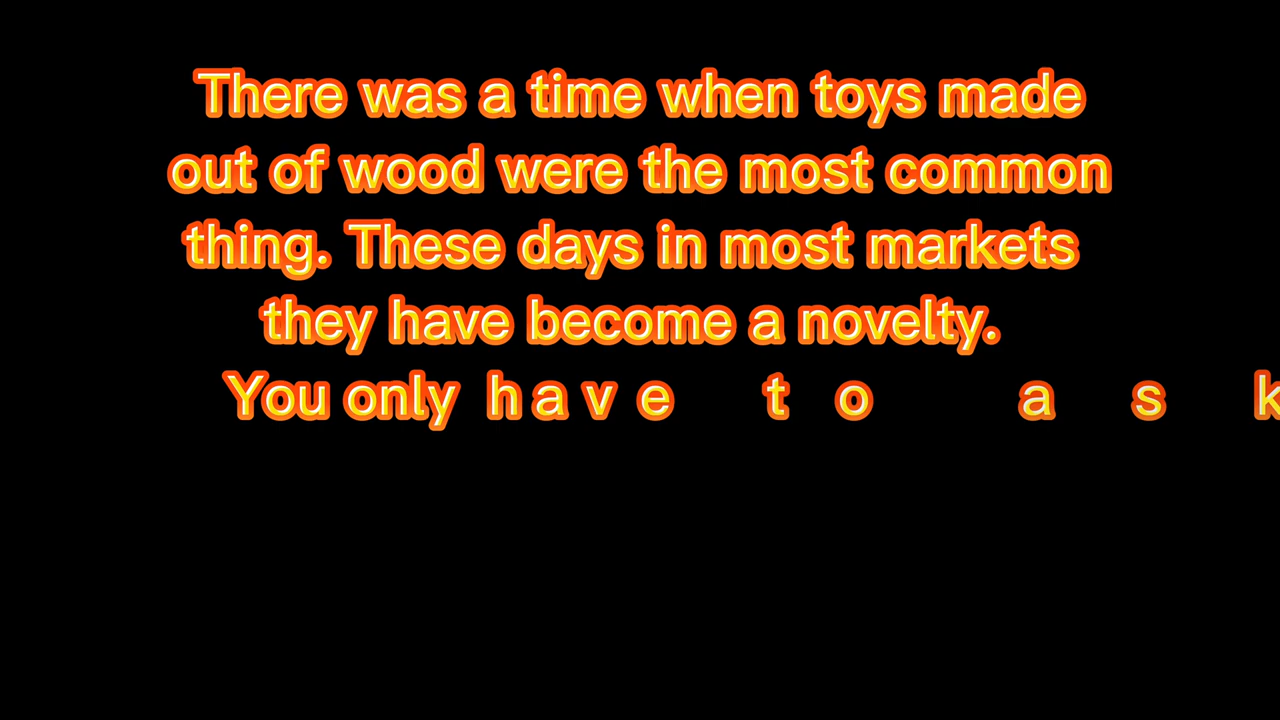 There was a time when toys made
out of wood were the most common
thing. These days in most markets
they have become a novelty.
You only have to ask